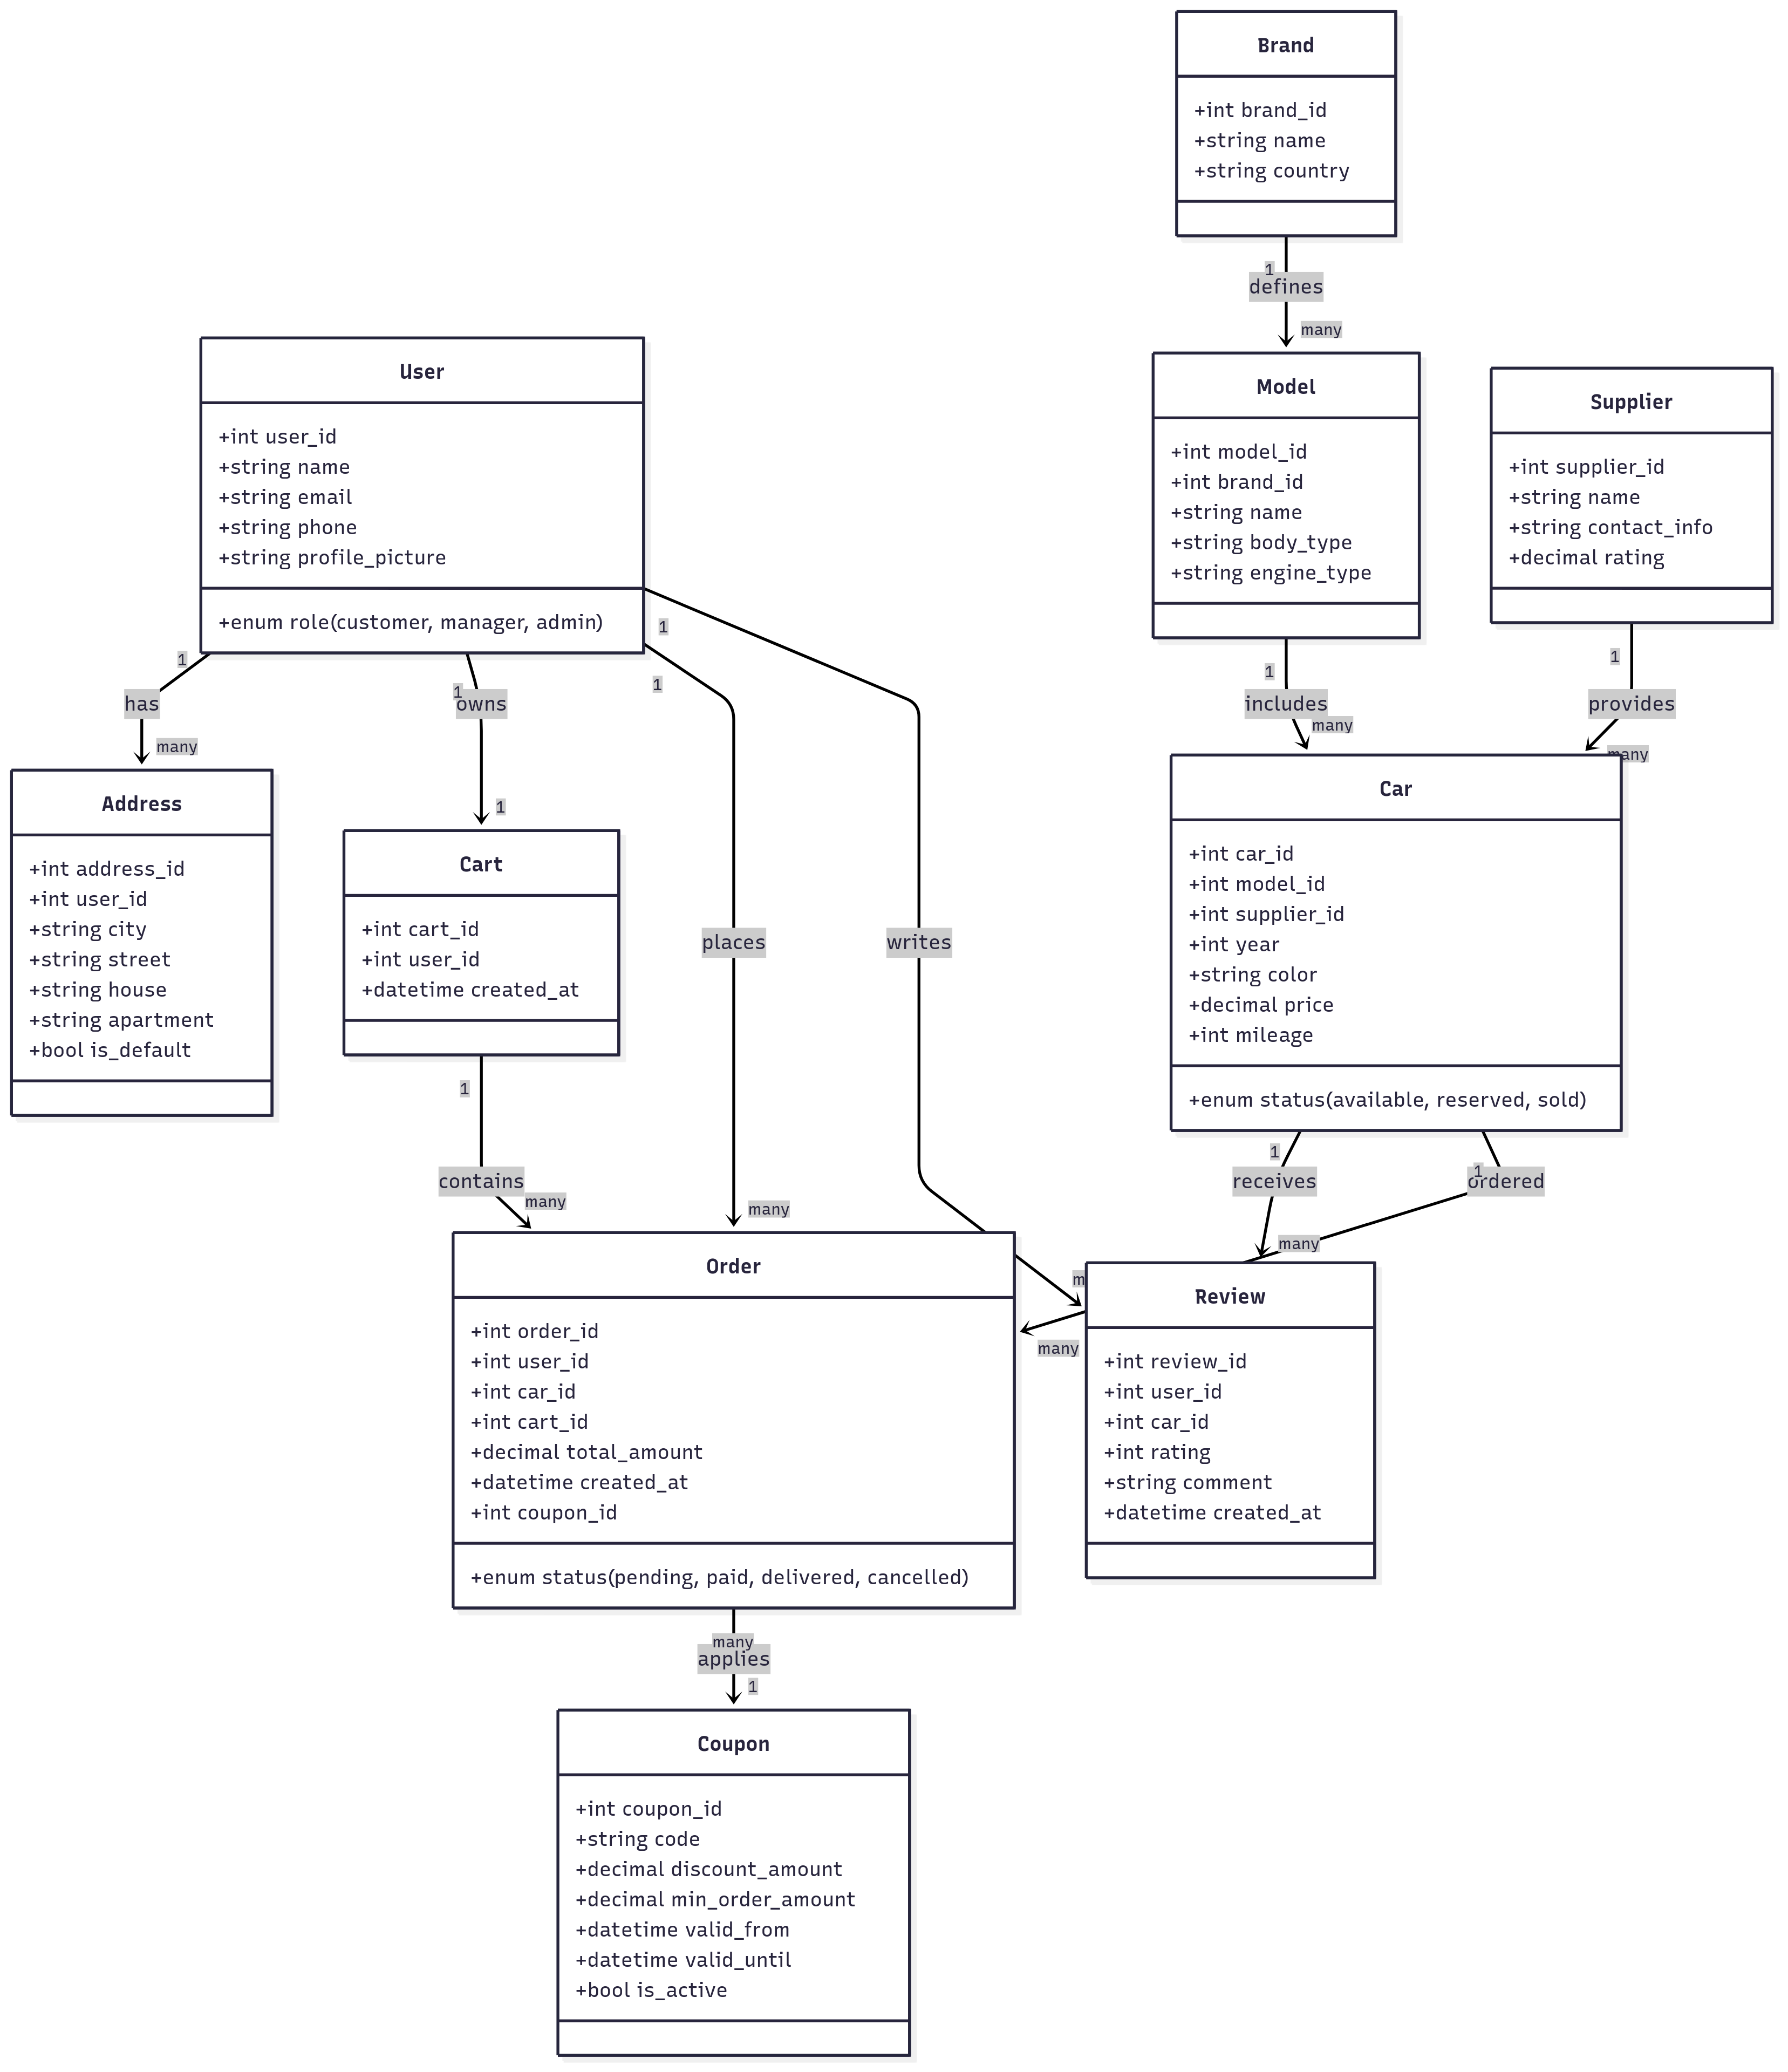 Brand
+int brand_id
+string name
+string country
1
defines
many
User
+int user_id
+string name
+string email
+string phone
+string profile_picture
+enum role(customer, manager, admin)
Model
+int model_id
+int brand_id
+string name
+string body_type
+string engine_type
Supplier
+int supplier_id
+string name
+string contact_info
+decimal rating
1
has
many
1
owns
1
1
places
many
1
writes
1
includes
many
1
provides
many
Address
+int address_id
+int user_id
+string city
+string street
+string house
+string apartment
+bool is_default
Cart
+int cart_id
+int user_id
+datetime created_at
Car
+int car_id
+int model_id
+int supplier_id
+int year
+string color
+decimal price
+int mileage
+enum status(available, reserved, sold)
1
contains
many
1
receives
many
1
ordered
many
m
Order
+int order_id
+int user_id
+int car_id
+int cart_id
+decimal total_amount
+datetime created_at
+int coupon_id
+enum status(pending, paid, delivered, cancelled)
Review
+int review_id
+int user_id
+int car_id
+int rating
+string comment
+datetime created_at
many
applies
1
Coupon
+int coupon_id
+string code
+decimal discount_amount
+decimal min_order_amount
+datetime valid_from
+datetime valid_until
+bool is_active